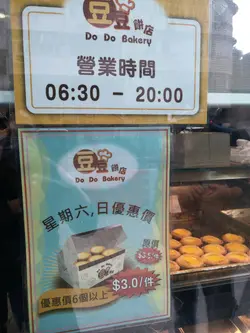 豆豆餅店
Do Do Bakery
營業時間
06:30 - 20:00
豆豆餅店
Do Do Bakery
星期六,日優惠價
原價
優惠價6個以上
$3.0/件